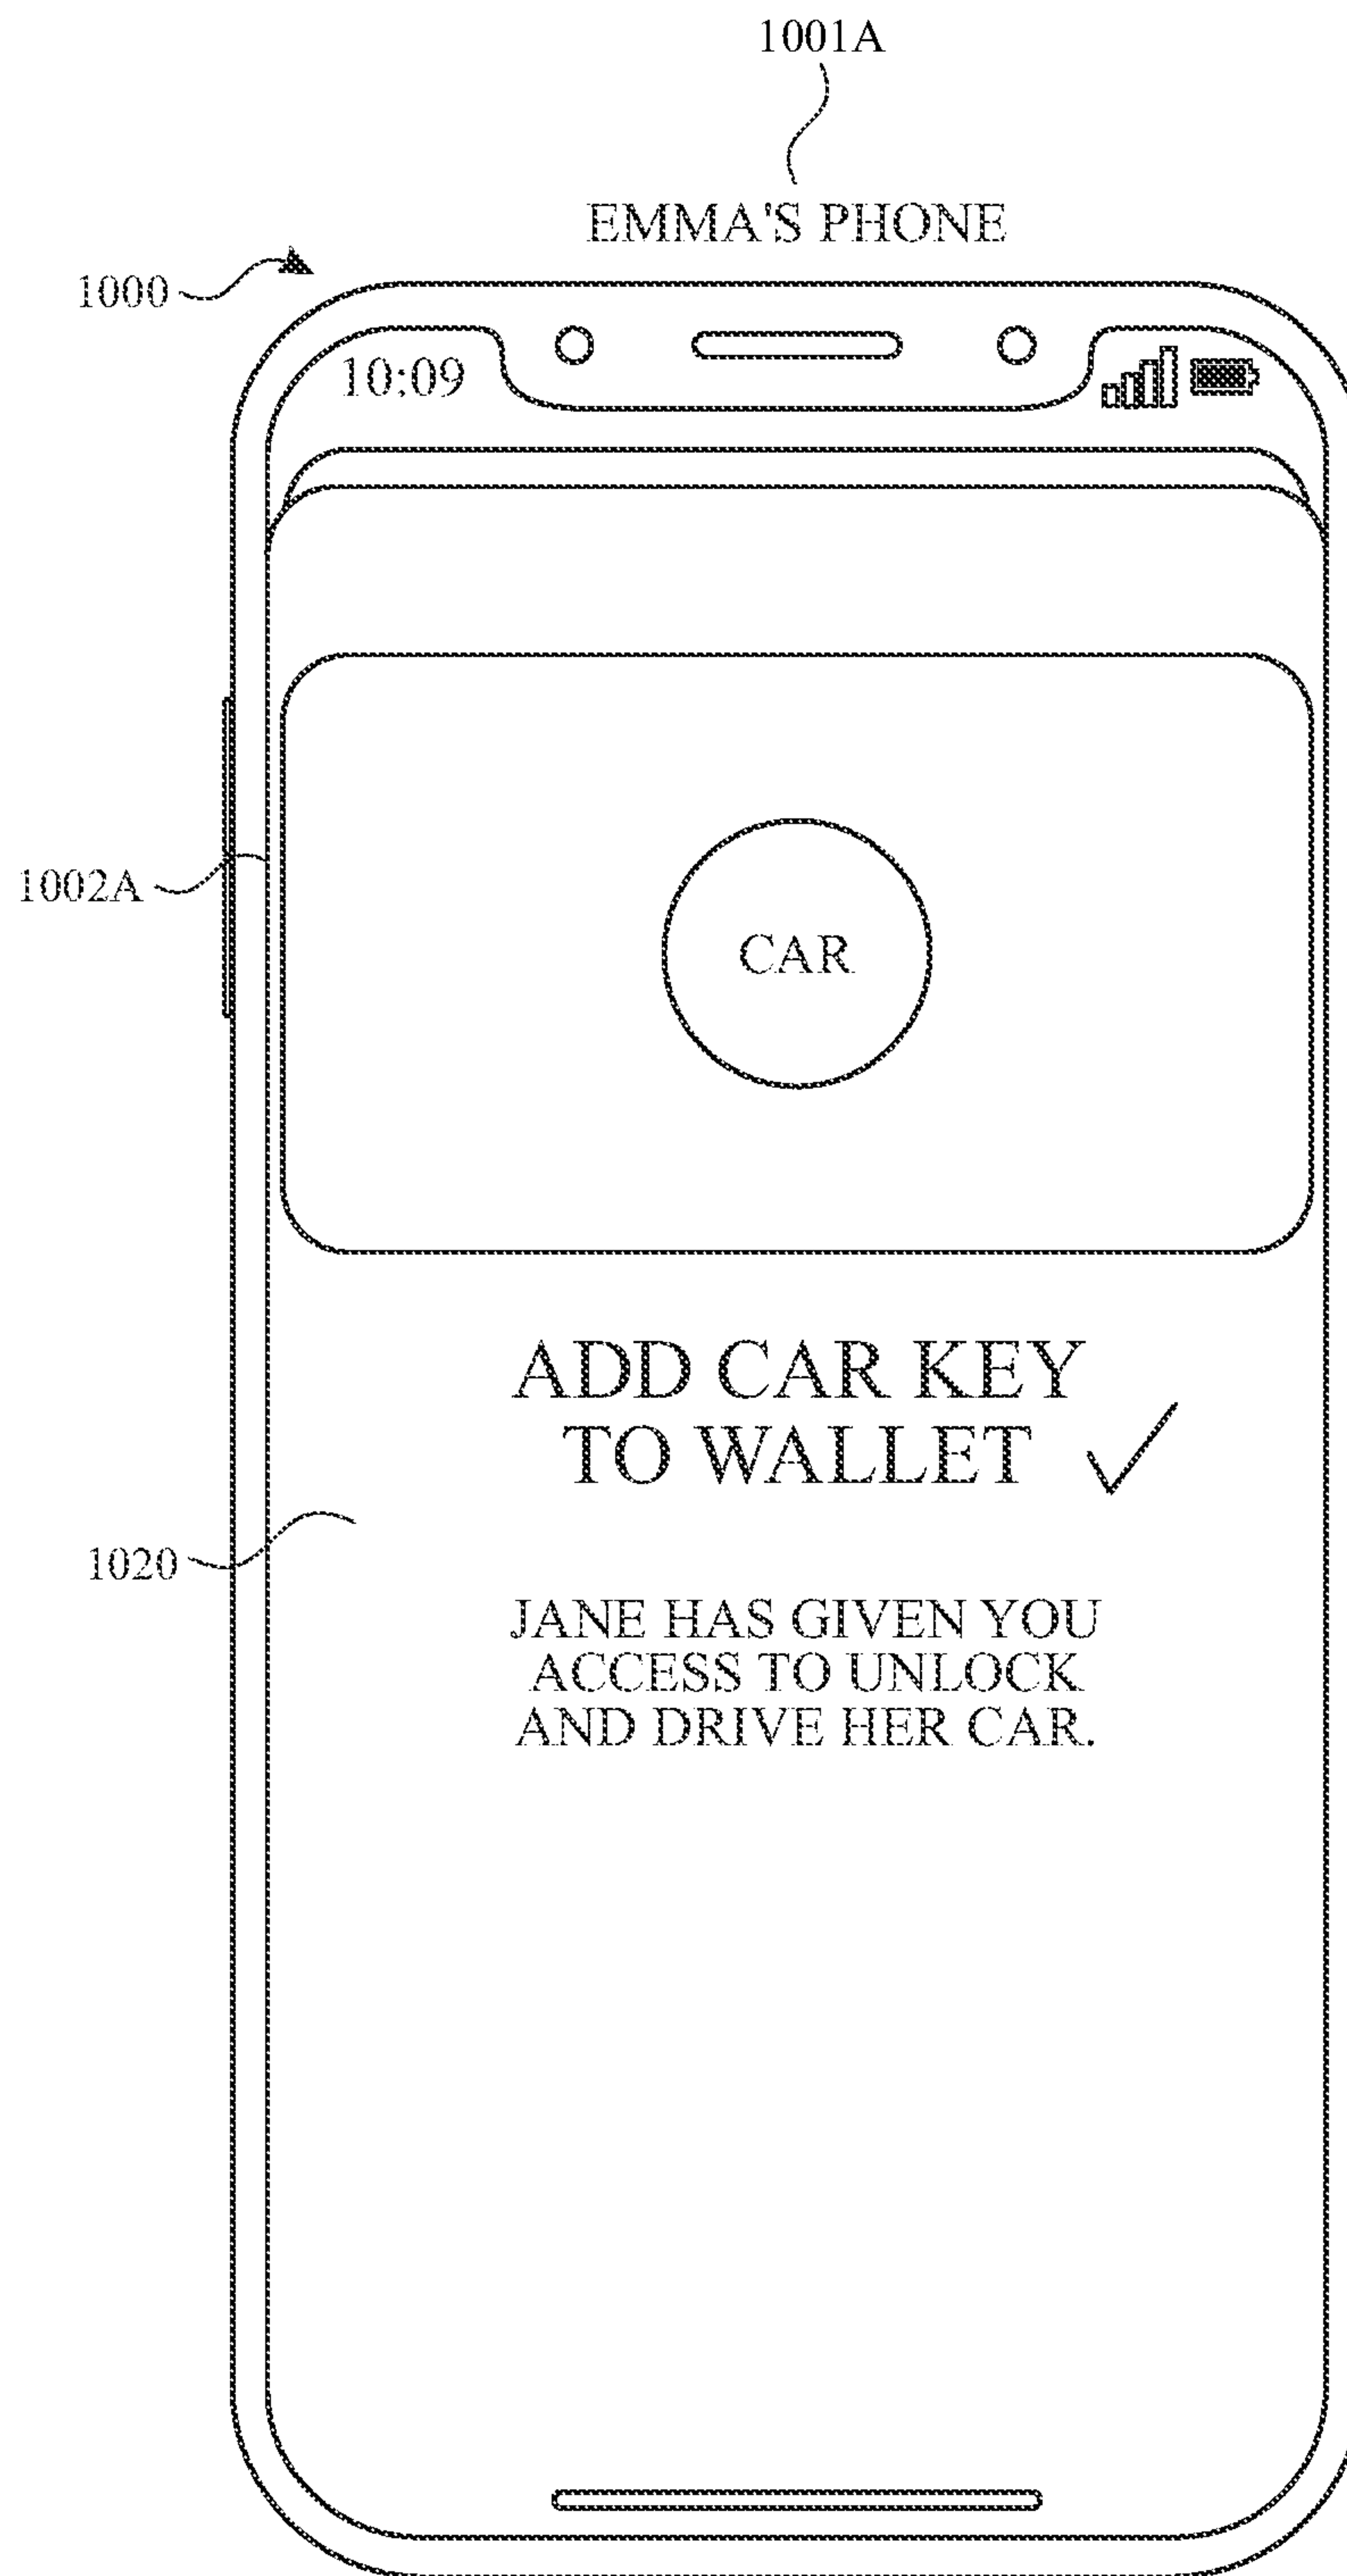 1001A
EMMA'S PHONE
1000
10:09
1002A
CAR
ADD CAR KEY
TO WALLET
1020
JANE HAS GIVEN YOU
ACCESS TO UNLOCK
AND DRIVE HER CAR.